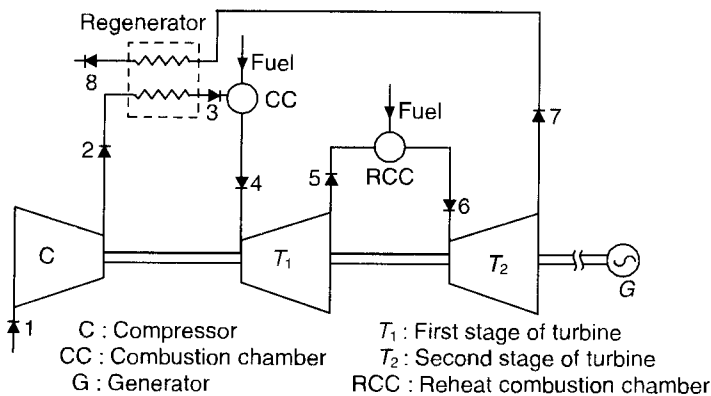 Regenerator
8
Fuel
3
CC
2
Fuel
7
4
5
RCC
6
C
T₁
T₂
G
1
C : Compressor
CC : Combustion chamber
G : Generator
T₁ : First stage of turbine
T₂ : Second stage of turbine
RCC : Reheat combustion chamber